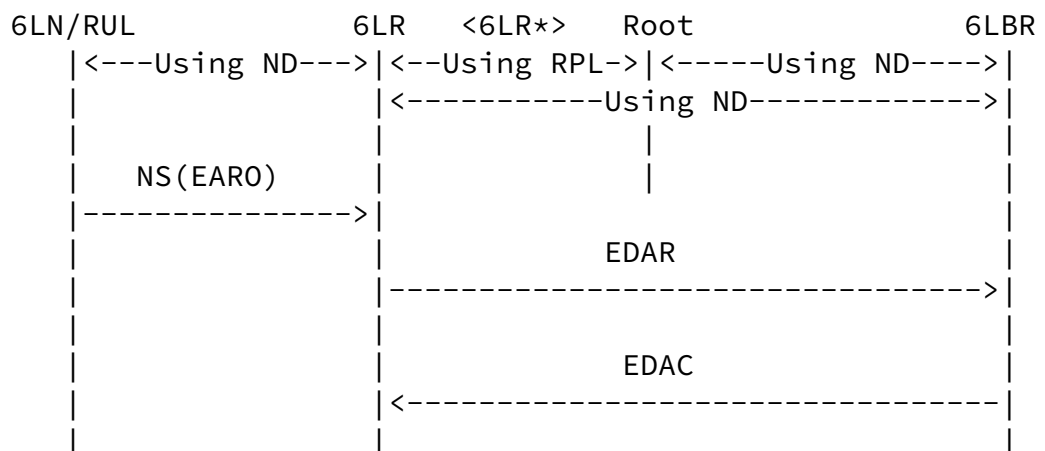 6LN/RUL 6LR <6LR*> Root 6LBR
|<---Using ND--->|<--Using RPL->|<-----Using ND---->|
| |<-----------Using ND------------->|
| | | |
| NS(EARO) | | |
|--------------->| |
| | EDAR |
| |--------------------------------->|
| | |
| | EDAC |
| |<---------------------------------|
| | |